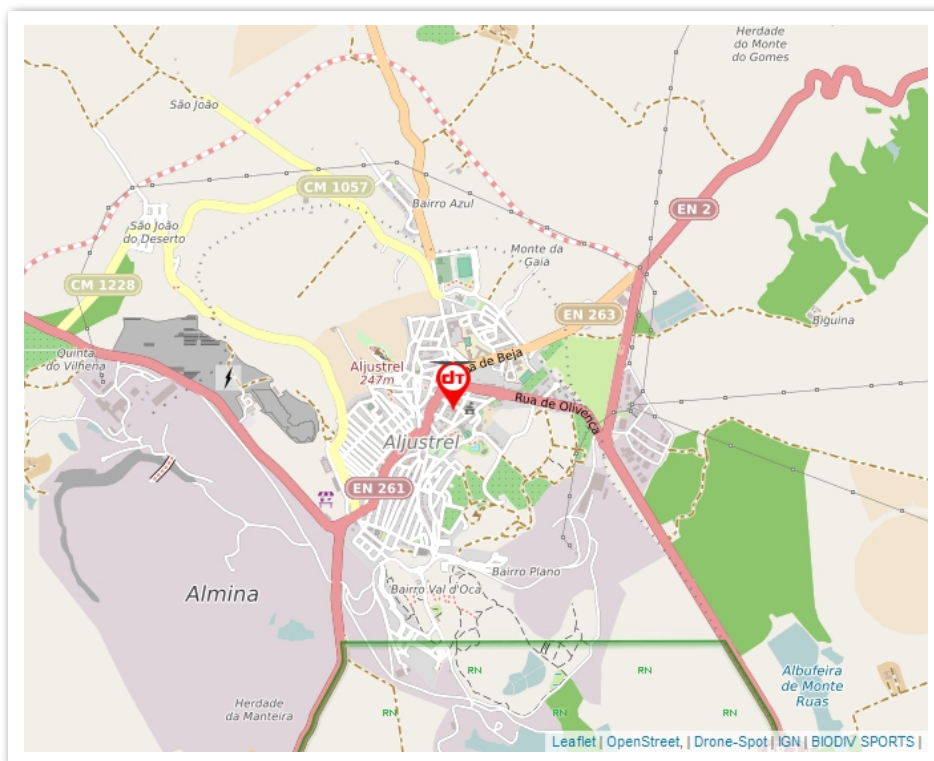 Herdade
do Monte
do Gomes
São João
CM 1057
Bairro Azul
EN 2
São João
do Deserto
Monte da
Gaia
CM 1228
EN 263
Biguina
Quinta
do Vilhena
Aljustrel
247m
a de Beja
dT
Rua de Olivença
Aljustrel
EN 261
Almina
Bairro Plano
Bairro Val d'Oca
RN
RN
Albufeira
de Monte
Ruas
Herdade
da Manteira
RN
RN
RN
Leaflet | OpenStreet, | Drone-Spot | IGN | BIODIV SPORTS |